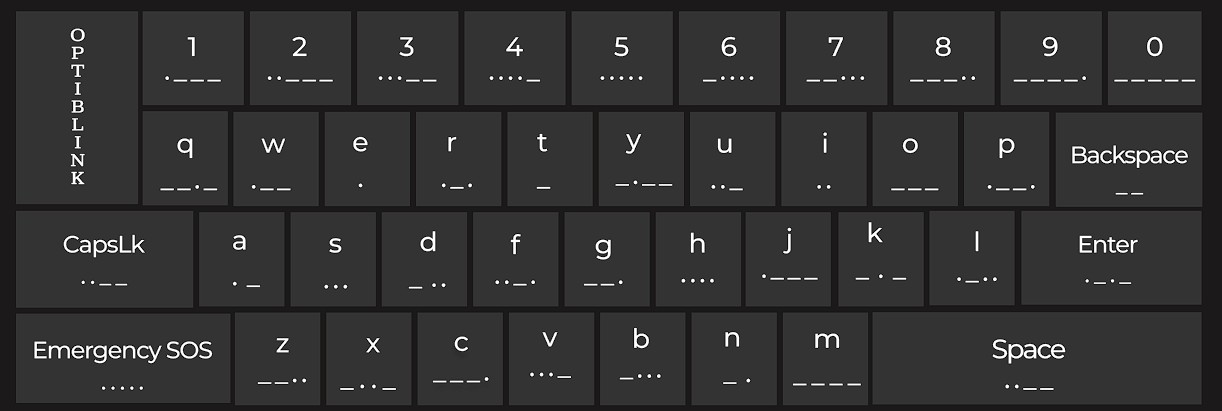 OPTIBLINK
1 2 3 4 5 6 7 8 9 0
·___ ··___ ···__ ····_ ····· _···· __··· ___·· ____· _____
q w e r t y u i o p Backspace
__·_ ·__ · ·_· _ _·__ ··_ ·· ___ ·__· __
CapsLk a s d f g h j k l Enter
··__ ·_ ··· _·· ··_· __· ···· ·___ _·_ ·_·· ·_·_
Emergency SOS z x c v b n m Space
····· __·· _··_ ___· ···_ _··· _· ____ ··__